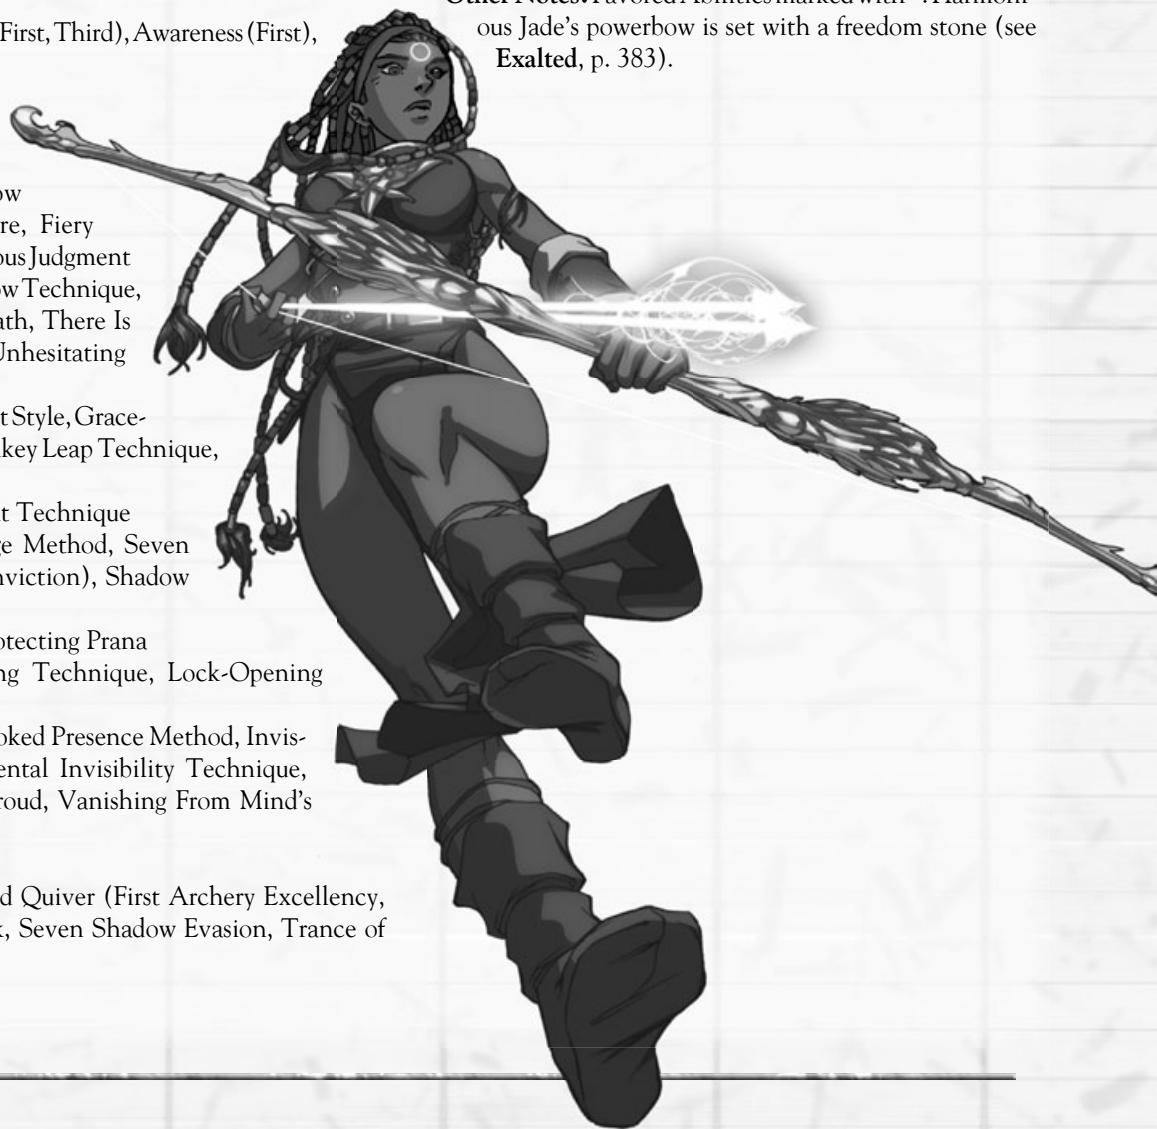 First, Third), Awareness (First),
Other Notes: Favored Abilities marked with *. Harmoni-
ous Jade's powerbow is set with a freedom stone (see
Exalted, p. 383).
ow
re, Fiery
ous Judgment
ow Technique,
ath, There Is
Unhesitating
t Style, Grace-
key Leap Technique,
t Technique
ge Method, Seven
nviction), Shadow
otecting Prana
ng Technique, Lock-Opening
oked Presence Method, Invis-
ental Invisibility Technique,
roud, Vanishing From Mind's
d Quiver (First Archery Excellency,
k, Seven Shadow Evasion, Trance of